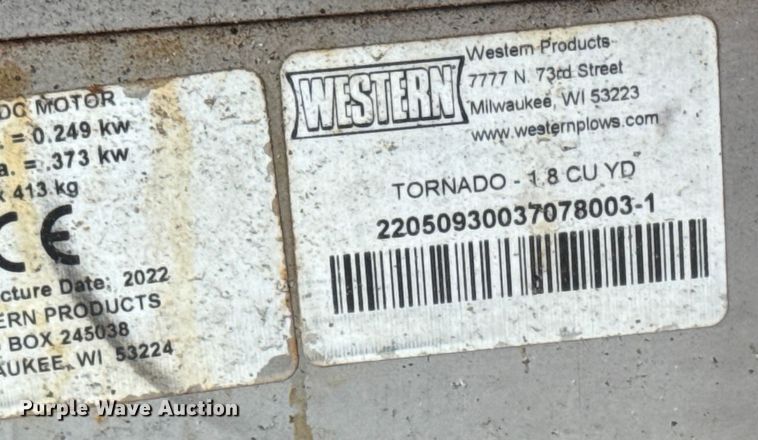 DC MOTOR
. = 0.249 kw
a. = .373 kw
x 413 kg
CE
cture Date: 2022
ERN PRODUCTS
BOX 245038
AUKEE, WI 53224
WESTERN
Western Products
7777 N. 73rd Street
Milwaukee, WI 53223
www.westernplows.com
TORNADO - 1.8 CU YD
22050930037078003-1
Purple Wave Auction